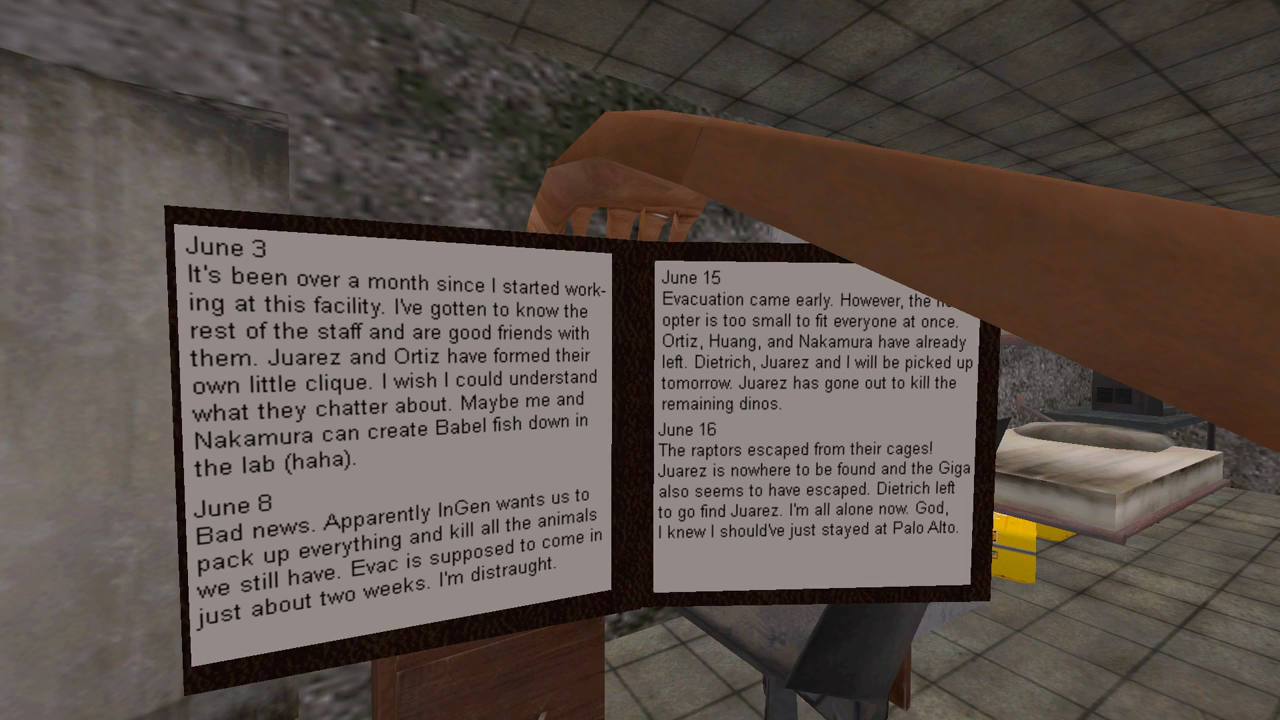 June 3
It's been over a month since I started work-
ing at this facility. I've gotten to know the
rest of the staff and are good friends with
them. Juarez and Ortiz have formed their
own little clique. I wish I could understand
what they chatter about. Maybe me and
Nakamura can create Babel fish down in
the lab (haha).
June 8
Bad news. Apparently InGen wants us to
pack up everything and kill all the animals
we still have. Evac is supposed to come in
just about two weeks. I'm distraught.
June 15
Evacuation came early. However, the
opter is too small to fit everyone at once.
Ortiz, Huang, and Nakamura have already
left. Dietrich, Juarez and I will be picked up
tomorrow. Juarez has gone out to kill the
remaining dinos.
June 16
The raptors escaped from their cages!
Juarez is nowhere to be found and the Giga
also seems to have escaped. Dietrich left
to go find Juarez. I'm all alone now. God,
I knew I should've just stayed at Palo Alto.